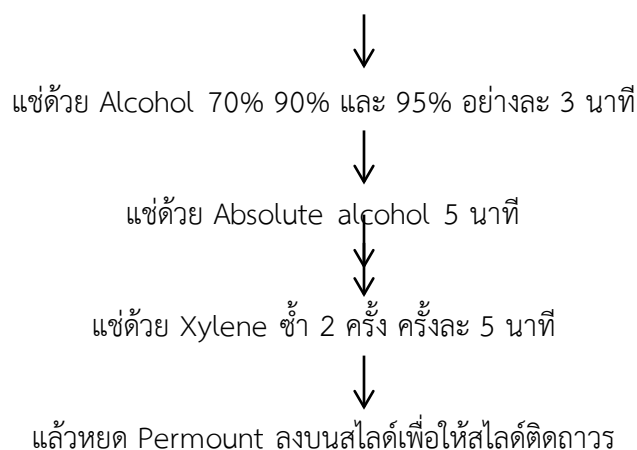 แช่ด้วย Alcohol 70% 90% และ 95% อย่างละ 3 นาที
แช่ด้วย Absolute alcohol 5 นาที
แช่ด้วย Xylene ซ้ำ 2 ครั้ง ครั้งละ 5 นาที
แล้วหยด Permount ลงบนสไลด์เพื่อให้สไลด์ติดถาวร